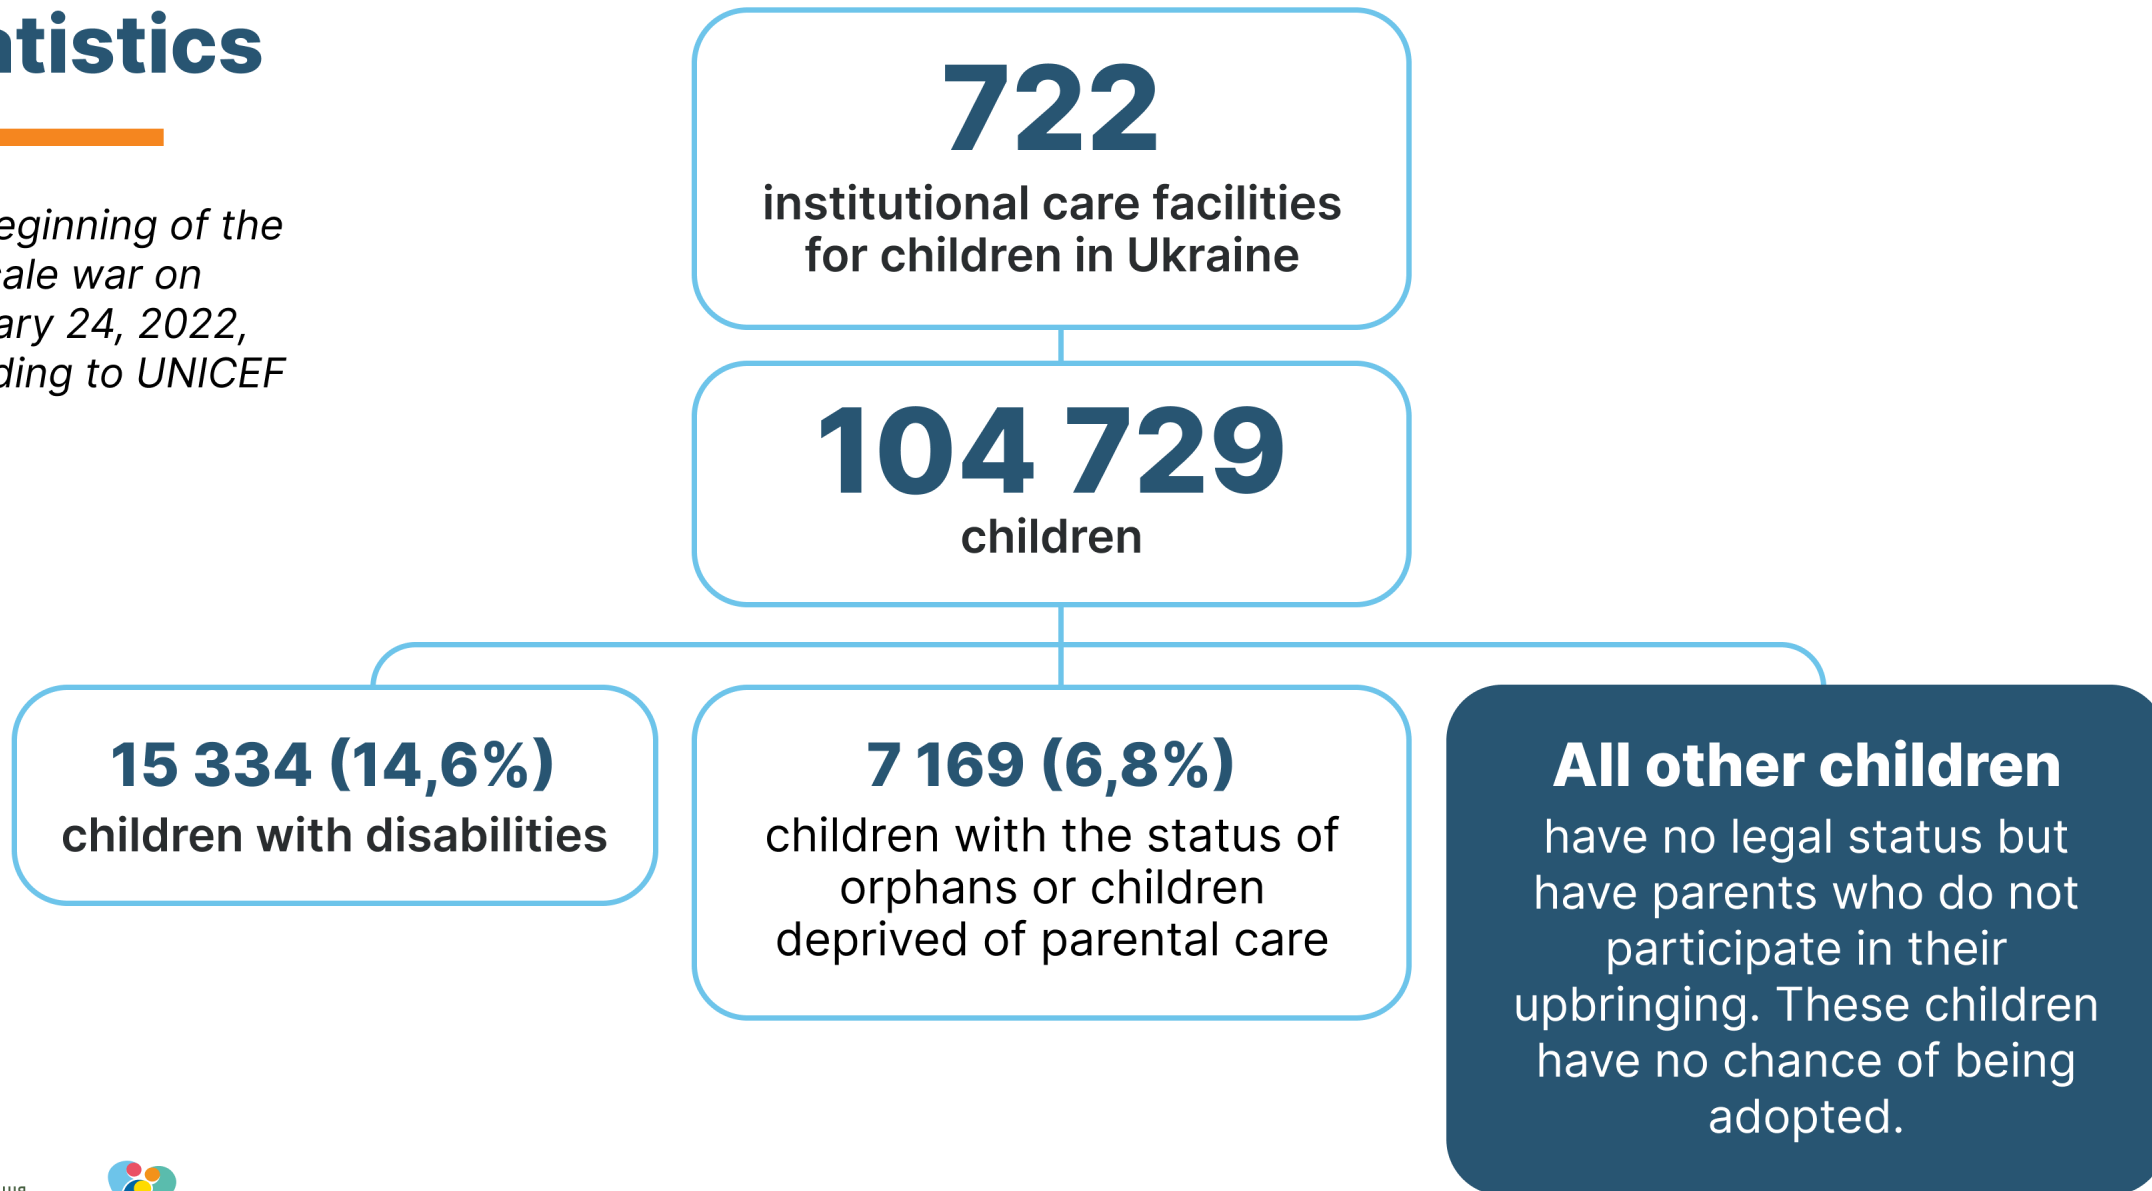 atistics
eginning of the
cale war on
ary 24, 2022,
ding to UNICEF
722
institutional care facilities
for children in Ukraine
104 729
children
15 334 (14,6%)
children with disabilities
7 169 (6,8%)
children with the status of
orphans or children
deprived of parental care
All other children
have no legal status but
have parents who do not
participate in their
upbringing. These children
have no chance of being
adopted.